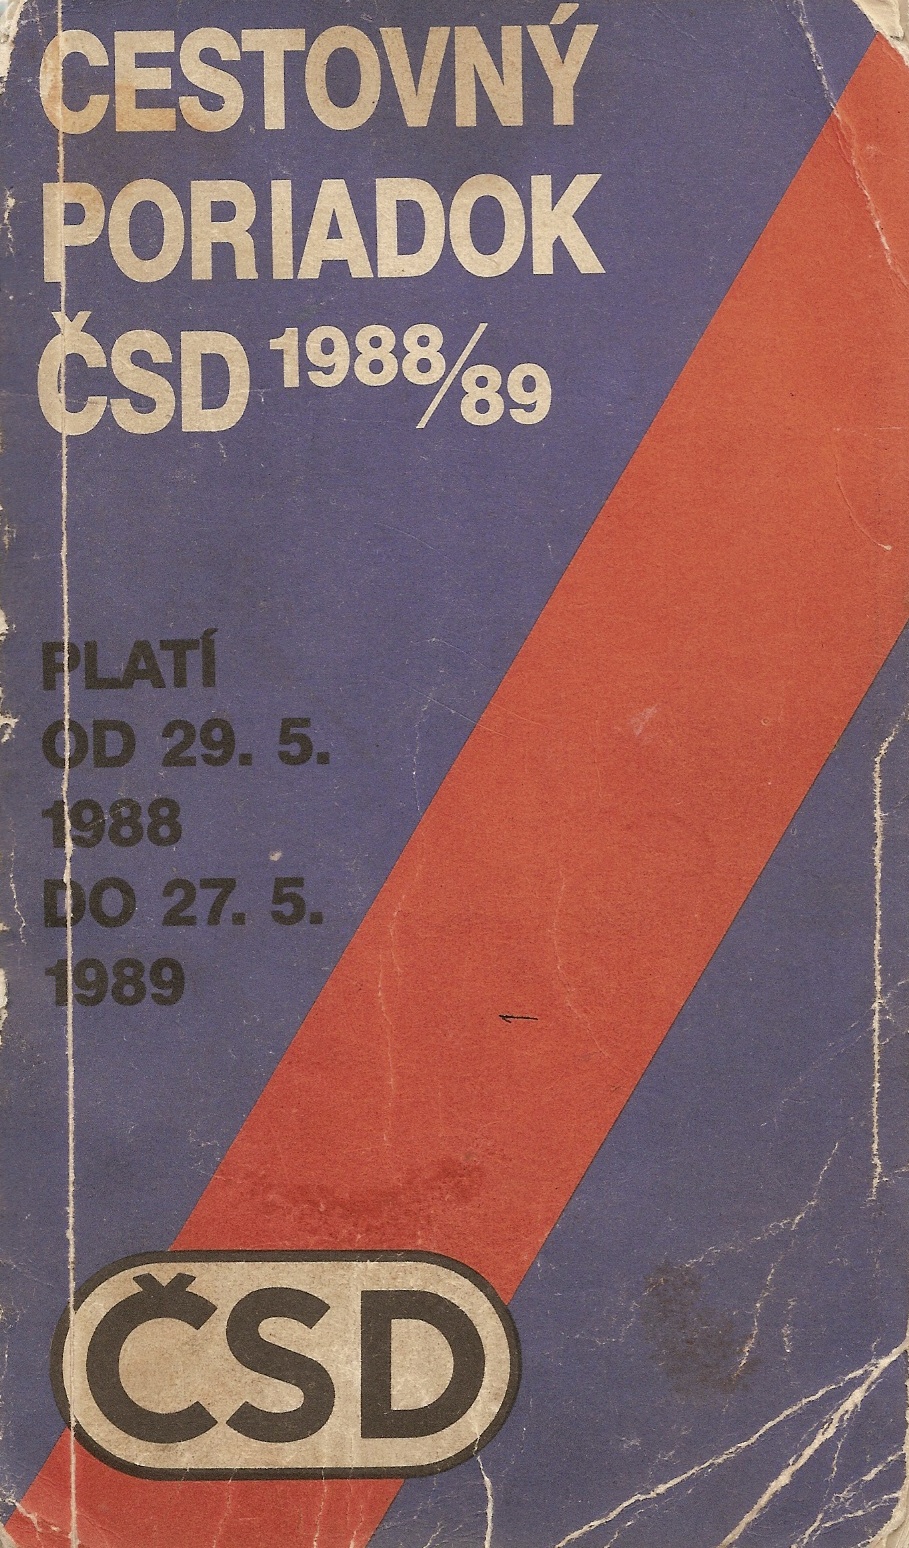 CESTOVNÝ
PORIADOK
ČSD 1988/89
PLATÍ
OD 29. 5.
1988
DO 27. 5.
1989
ČSD